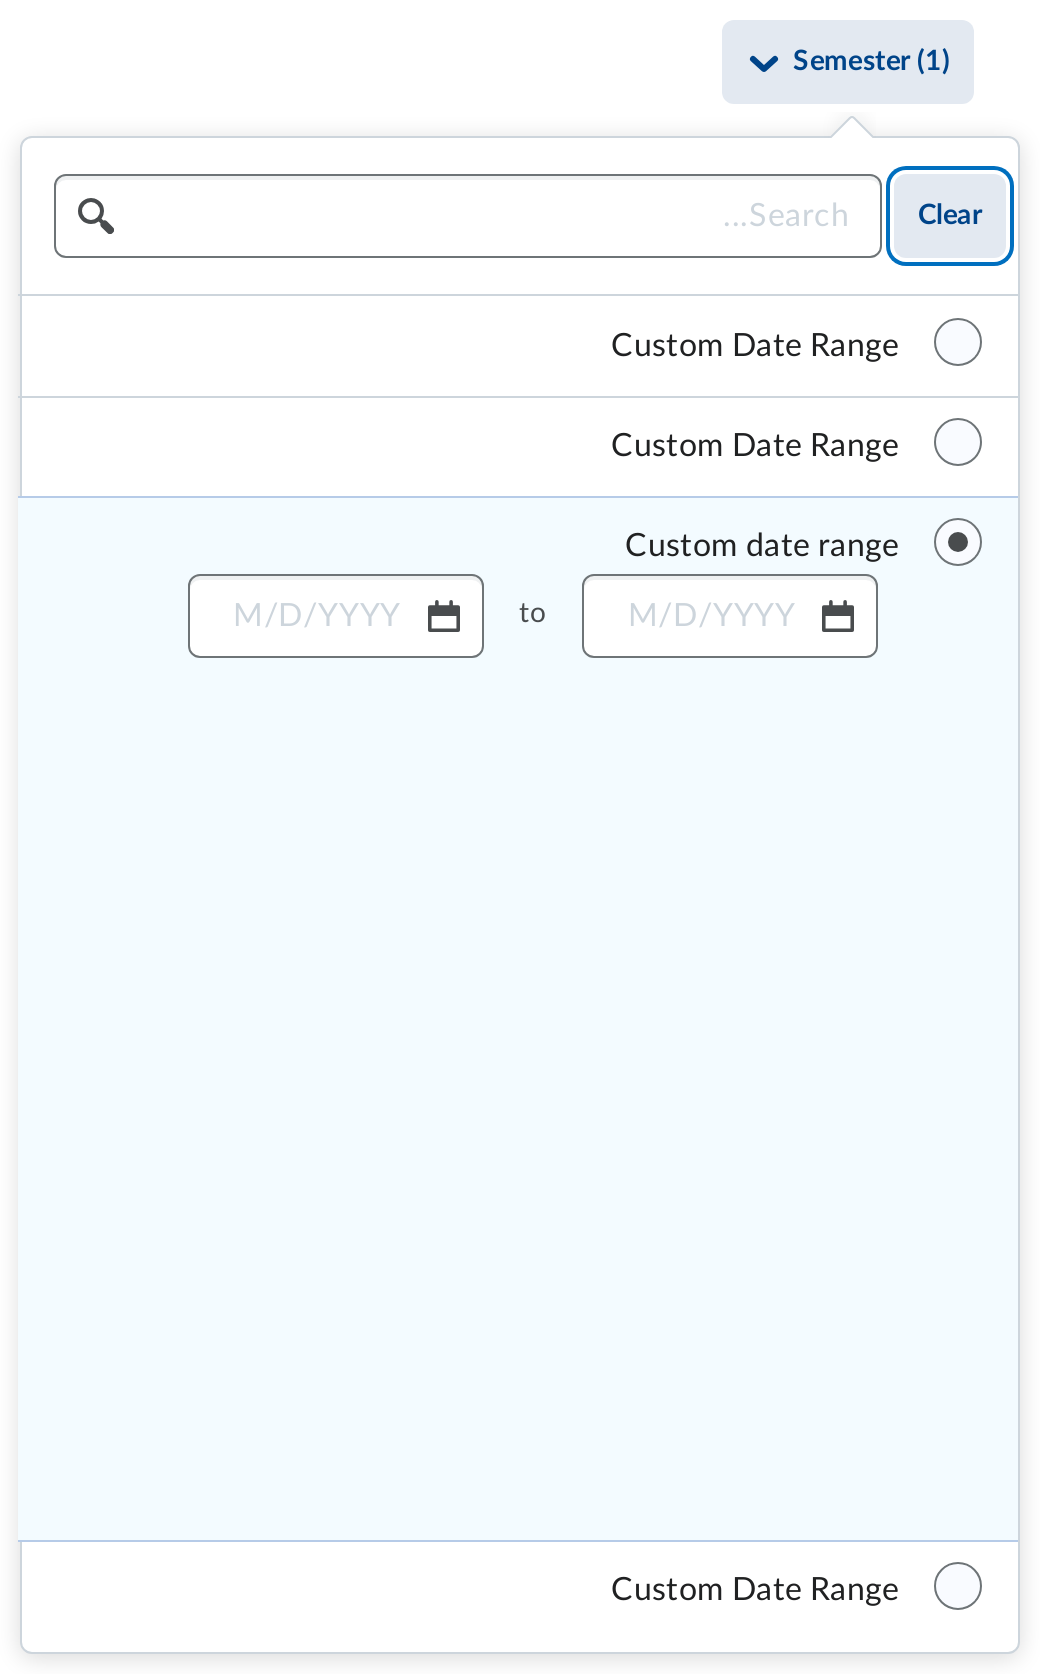 Semester (1)
...Search
Clear
Custom Date Range
Custom Date Range
Custom date range
M/D/YYYY to M/D/YYYY
Custom Date Range